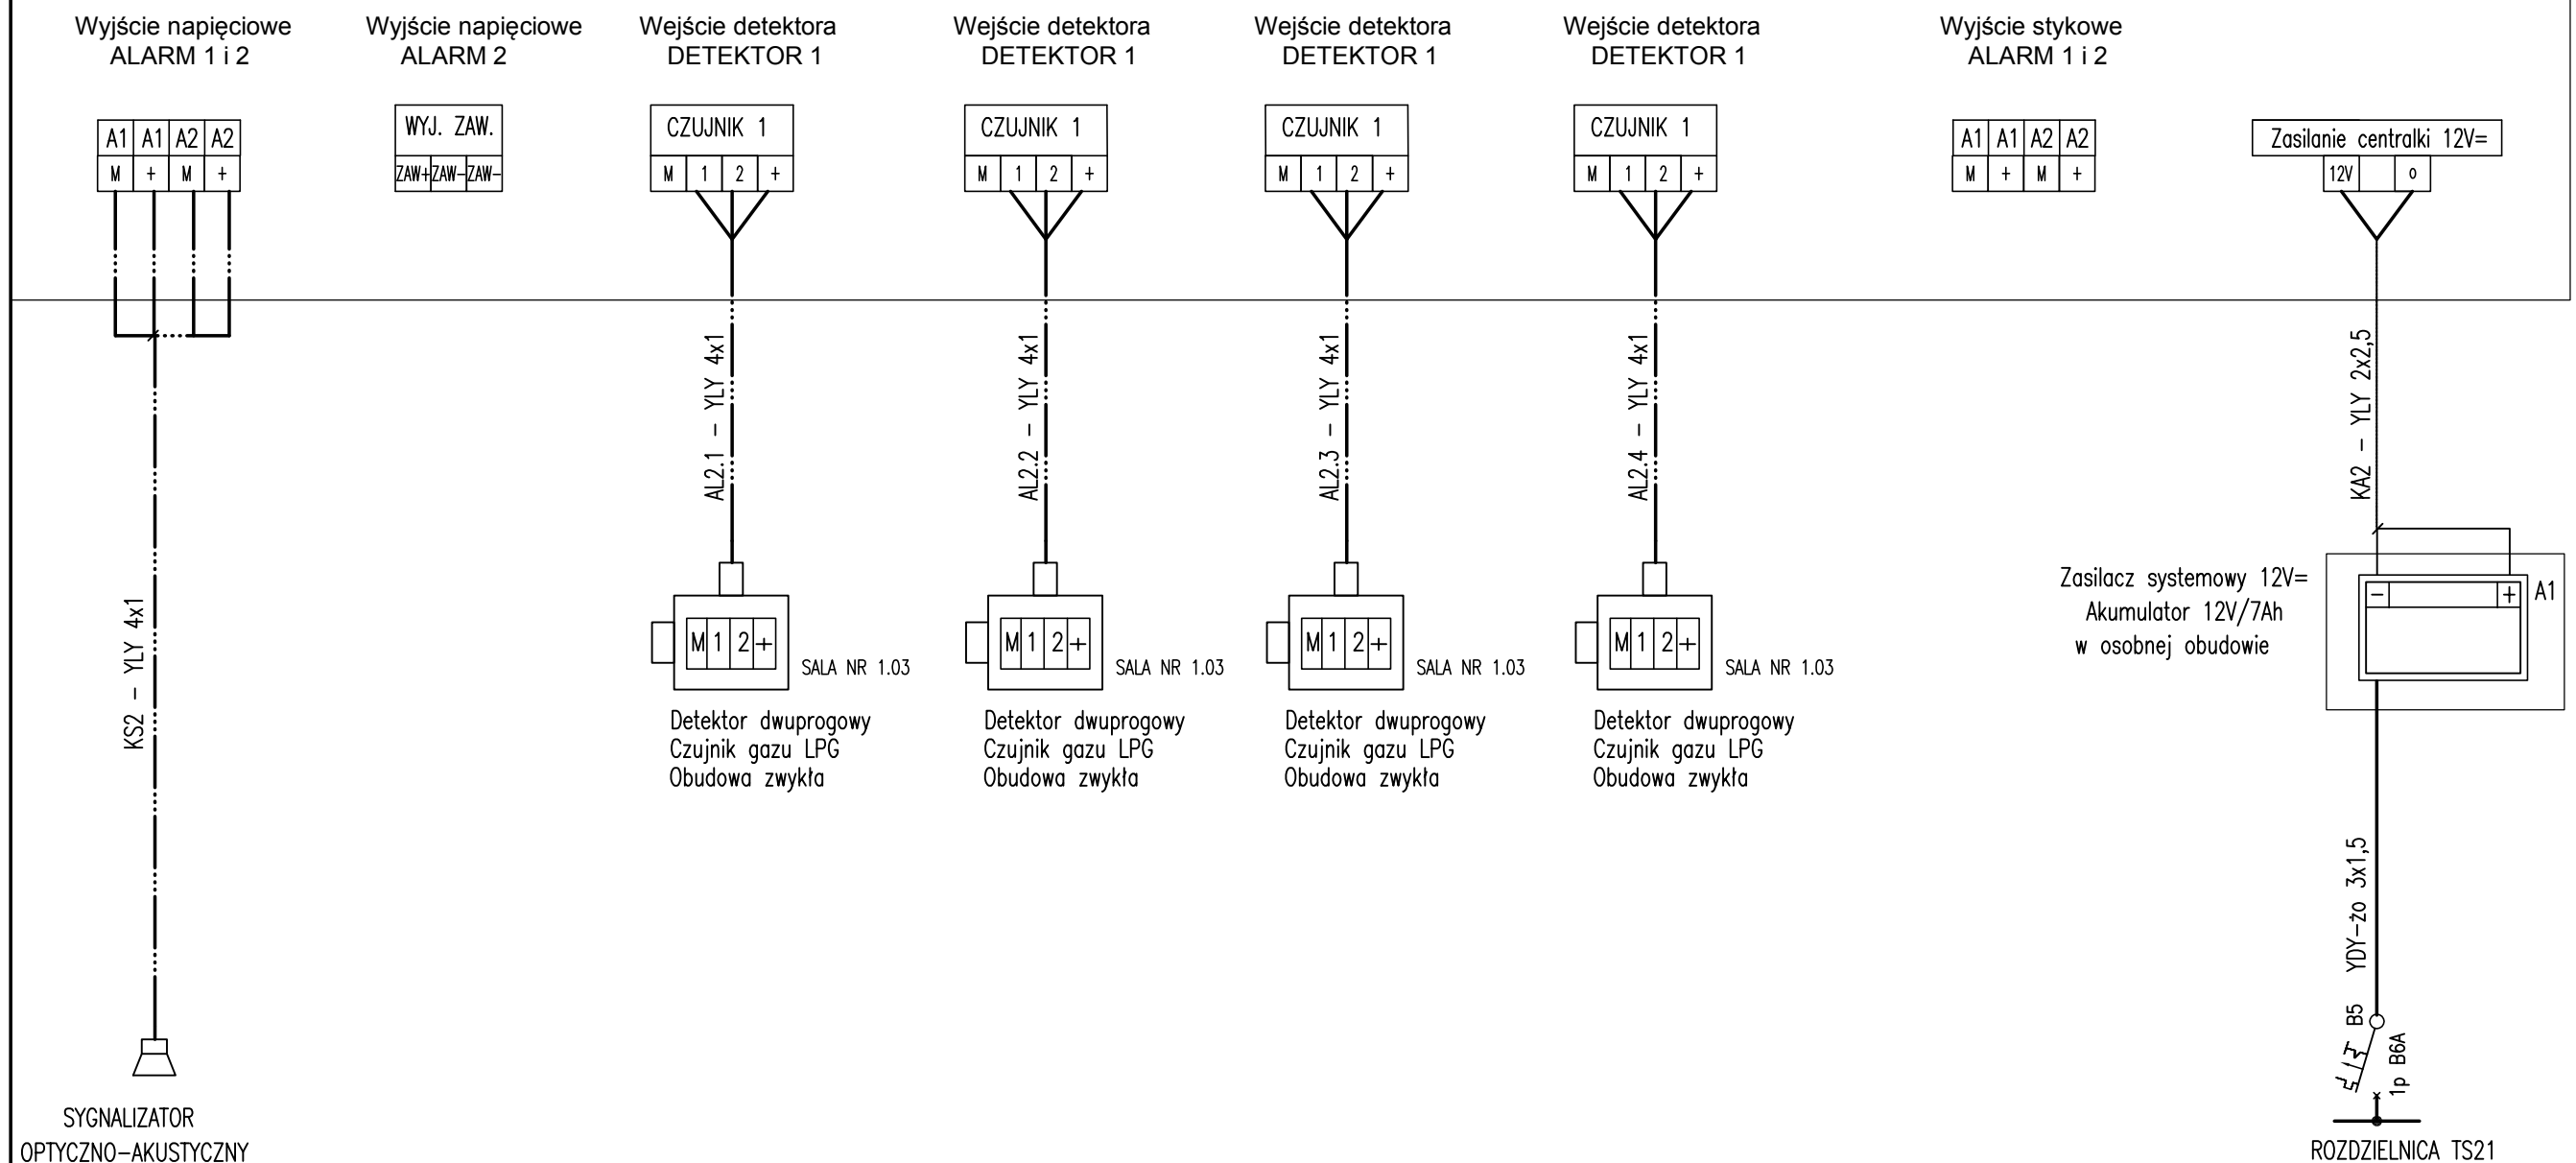 Wyjście napięciowe
ALARM 1 i 2
Wyjście napięciowe
ALARM 2
Wejście detektora
DETEKTOR 1
Wejście detektora
DETEKTOR 1
Wejście detektora
DETEKTOR 1
Wejście detektora
DETEKTOR 1
Wyjście stykowe
ALARM 1 i 2
A1 A1 A2 A2
M + M +
WYJ. ZAW.
ZAW+ ZAW- ZAW-
CZUJNIK 1
M 1 2 +
CZUJNIK 1
M 1 2 +
CZUJNIK 1
M 1 2 +
CZUJNIK 1
M 1 2 +
A1 A1 A2 A2
M + M +
Zasilanie centralki 12V=
12V o
KS2 - YLY 4x1
AL2.1 - YLY 4x1
AL2.2 - YLY 4x1
AL2.3 - YLY 4x1
AL2.4 - YLY 4x1
KA2 - YLY 2x2,5
M 1 2 +
SALA NR 1.03
Detektor dwuprogowy
Czujnik gazu LPG
Obudowa zwykła
M 1 2 +
SALA NR 1.03
Detektor dwuprogowy
Czujnik gazu LPG
Obudowa zwykła
M 1 2 +
SALA NR 1.03
Detektor dwuprogowy
Czujnik gazu LPG
Obudowa zwykła
M 1 2 +
SALA NR 1.03
Detektor dwuprogowy
Czujnik gazu LPG
Obudowa zwykła
Zasilacz systemowy 12V=
Akumulator 12V/7Ah
w osobnej obudowie
- +
A1
YDY-żo 3x1,5
B5
1p B6A
SYGNALIZATOR
OPTYCZNO-AKUSTYCZNY
ROZDZIELNICA TS21